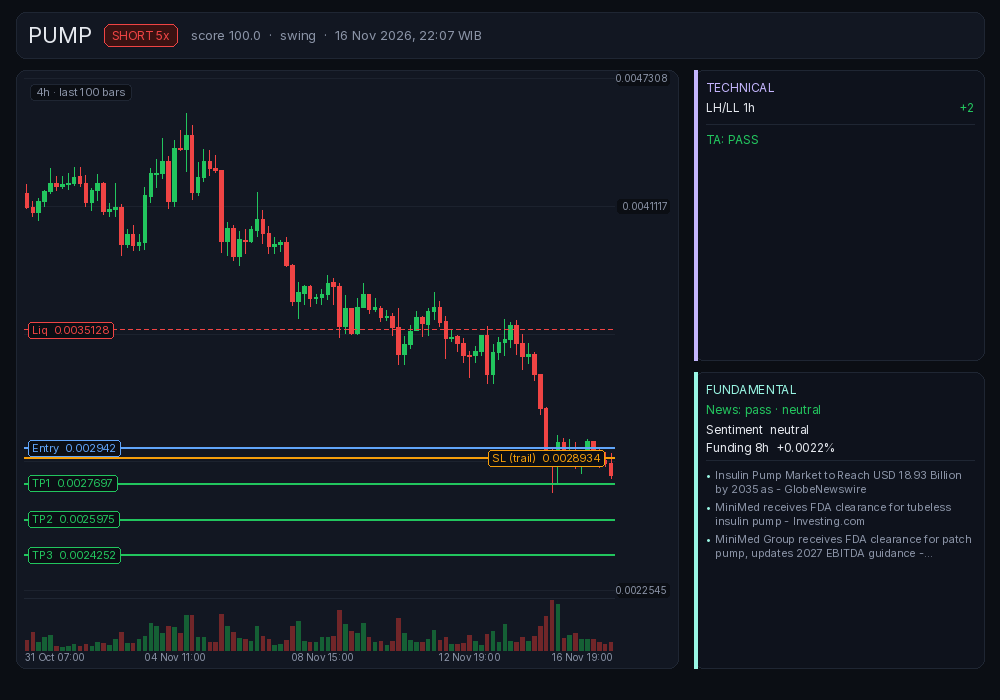 PUMP SHORT 5x score 100.0 · swing · 16 Nov 2026, 22:07 WIB
4h · last 100 bars
0.0047308
0.0041117
Liq 0.0035128
Entry 0.002942
SL (trail) 0.0028934
TP1 0.0027697
TP2 0.0025975
TP3 0.0024252
0.0022545
31 Oct 07:00 04 Nov 11:00 08 Nov 15:00 12 Nov 19:00 16 Nov 19:00
TECHNICAL
LH/LL 1h +2
TA: PASS
FUNDAMENTAL
News: pass · neutral
Sentiment neutral
Funding 8h +0.0022%
• Insulin Pump Market to Reach USD 18.93 Billion
by 2035 as - GlobeNewswire
• MiniMed receives FDA clearance for tubeless
insulin pump - Investing.com
• MiniMed Group receives FDA clearance for patch
pump, updates 2027 EBITDA guidance -...